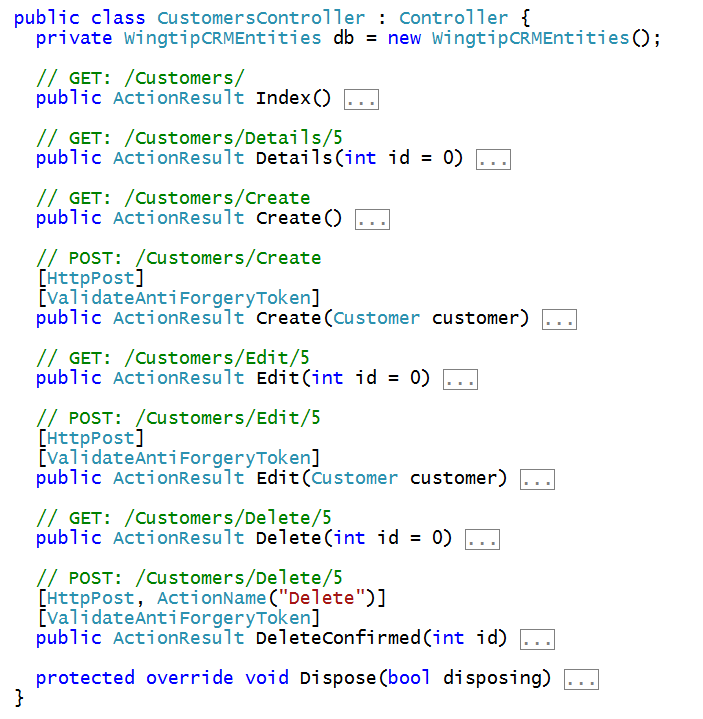 public class CustomersController : Controller {
private WingtipCRMEntities db = new WingtipCRMEntities();
// GET: /Customers/
public ActionResult Index() ...
// GET: /Customers/Details/5
public ActionResult Details(int id = 0) ...
// GET: /Customers/Create
public ActionResult Create() ...
// POST: /Customers/Create
[HttpPost]
[ValidateAntiForgeryToken]
public ActionResult Create(Customer customer) ...
// GET: /Customers/Edit/5
public ActionResult Edit(int id = 0) ...
// POST: /Customers/Edit/5
[HttpPost]
[ValidateAntiForgeryToken]
public ActionResult Edit(Customer customer) ...
// GET: /Customers/Delete/5
public ActionResult Delete(int id = 0) ...
// POST: /Customers/Delete/5
[HttpPost, ActionName("Delete")]
[ValidateAntiForgeryToken]
public ActionResult DeleteConfirmed(int id) ...
protected override void Dispose(bool disposing) ...
}